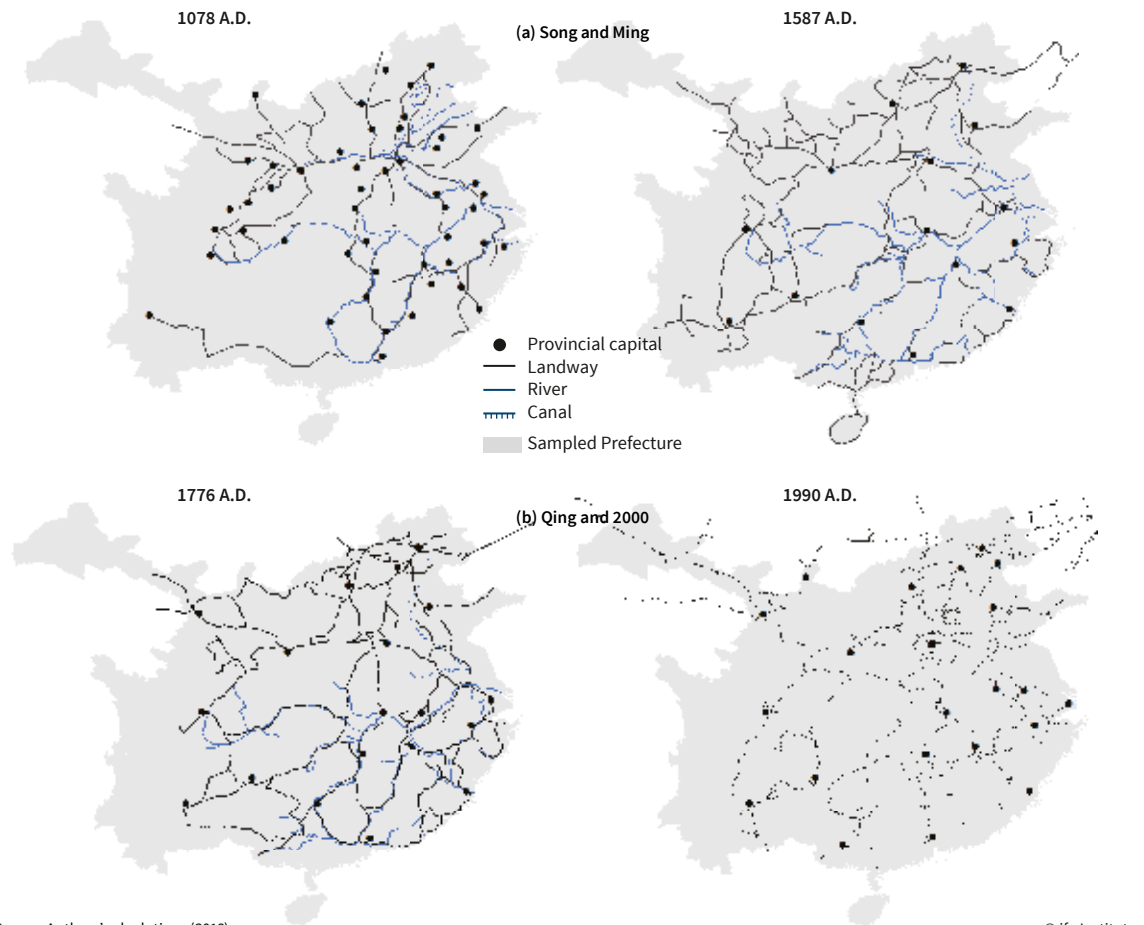 1078 A.D.
1587 A.D.
(a) Song and Ming
Provincial capital
Landway
River
Canal
Sampled Prefecture
1776 A.D.
1990 A.D.
(b) Qing and 2000